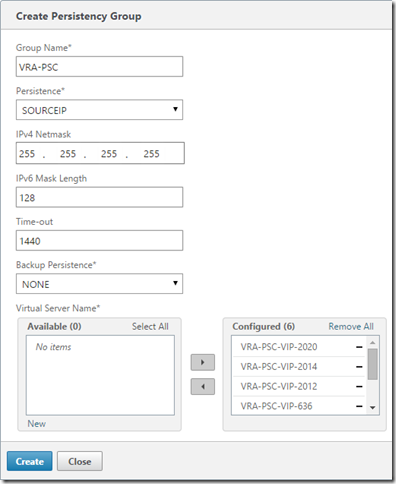 Create Persistency Group
Group Name*
VRA-PSC
Persistence*
SOURCEIP
IPv4 Netmask
255 . 255 . 255 . 255
IPv6 Mask Length
128
Time-out
1440
Backup Persistence*
NONE
Virtual Server Name*
Available (0) Select All
No items
New
Configured (6) Remove All
VRA-PSC-VIP-2020
VRA-PSC-VIP-2014
VRA-PSC-VIP-2012
VRA-PSC-VIP-636
Create Close